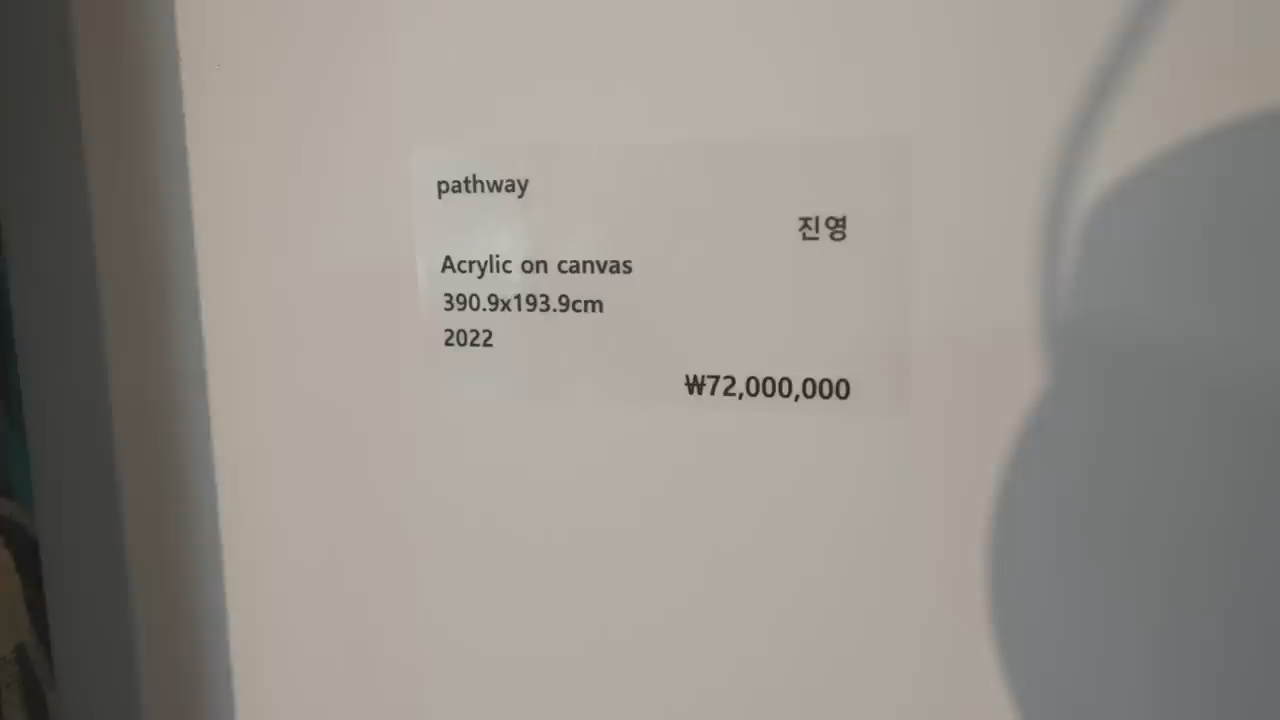 pathway
진영
Acrylic on canvas
390.9x193.9cm
2022
₩72,000,000